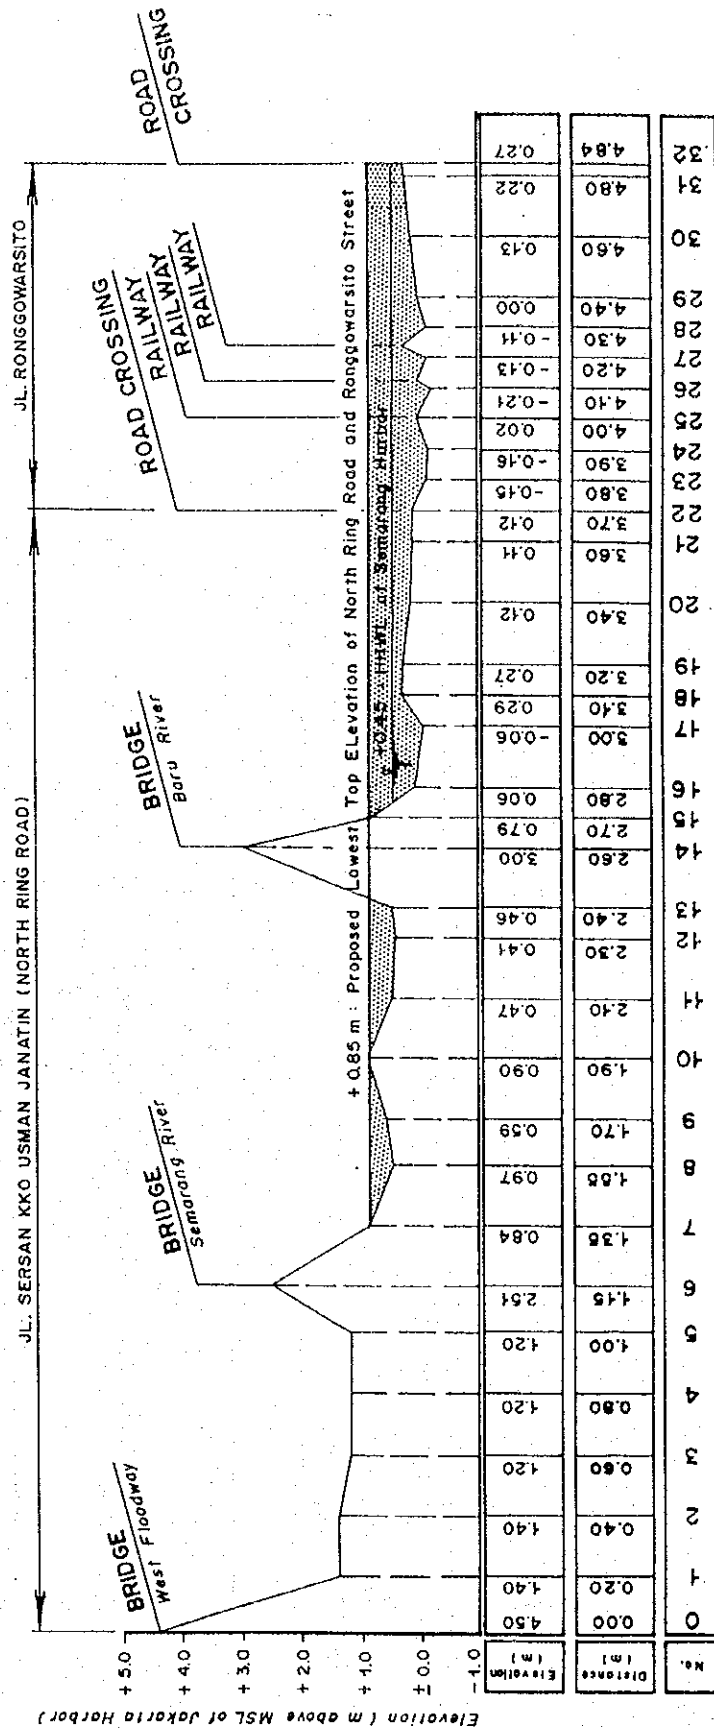 JL. SERSAN KKO USMAN JANATIN (NORTH RING ROAD)
JL. RONGGOWARSITO
BRIDGE
West Floodway
BRIDGE
Semarang River
BRIDGE
Baru River
ROAD CROSSING
RAILWAY
RAILWAY
RAILWAY
ROAD
CROSSING
+0.85 m : Proposed Lowest Top Elevation of North Ring Road and Ronggowarsito Street
+0.45 : HHWL at Semarang Harbor
Elevation (m above MSL of Jakarta Harbor)
+5.0
+4.0
+3.0
+2.0
+1.0
±0.0
-1.0
Elevation (m) 4.50 1.40 1.40 1.20 1.20 1.20 2.51 0.84 0.97 0.59 0.90 0.47 0.41 0.46 3.00 0.79 0.06 -0.06 0.29 0.27 0.12 0.11 0.12 -0.15 -0.16 0.02 -0.21 -0.13 -0.11 0.00 0.13 0.22 0.27
Distance (m) 0.00 0.20 0.40 0.60 0.80 1.00 1.15 1.35 1.55 1.70 1.90 2.10 2.30 2.40 2.60 2.70 2.80 3.00 3.10 3.20 3.40 3.60 3.70 3.80 3.90 4.00 4.10 4.20 4.30 4.40 4.60 4.80 4.84
No. 0 1 2 3 4 5 6 7 8 9 10 11 12 13 14 15 16 17 18 19 20 21 22 23 24 25 26 27 28 29 30 31 32